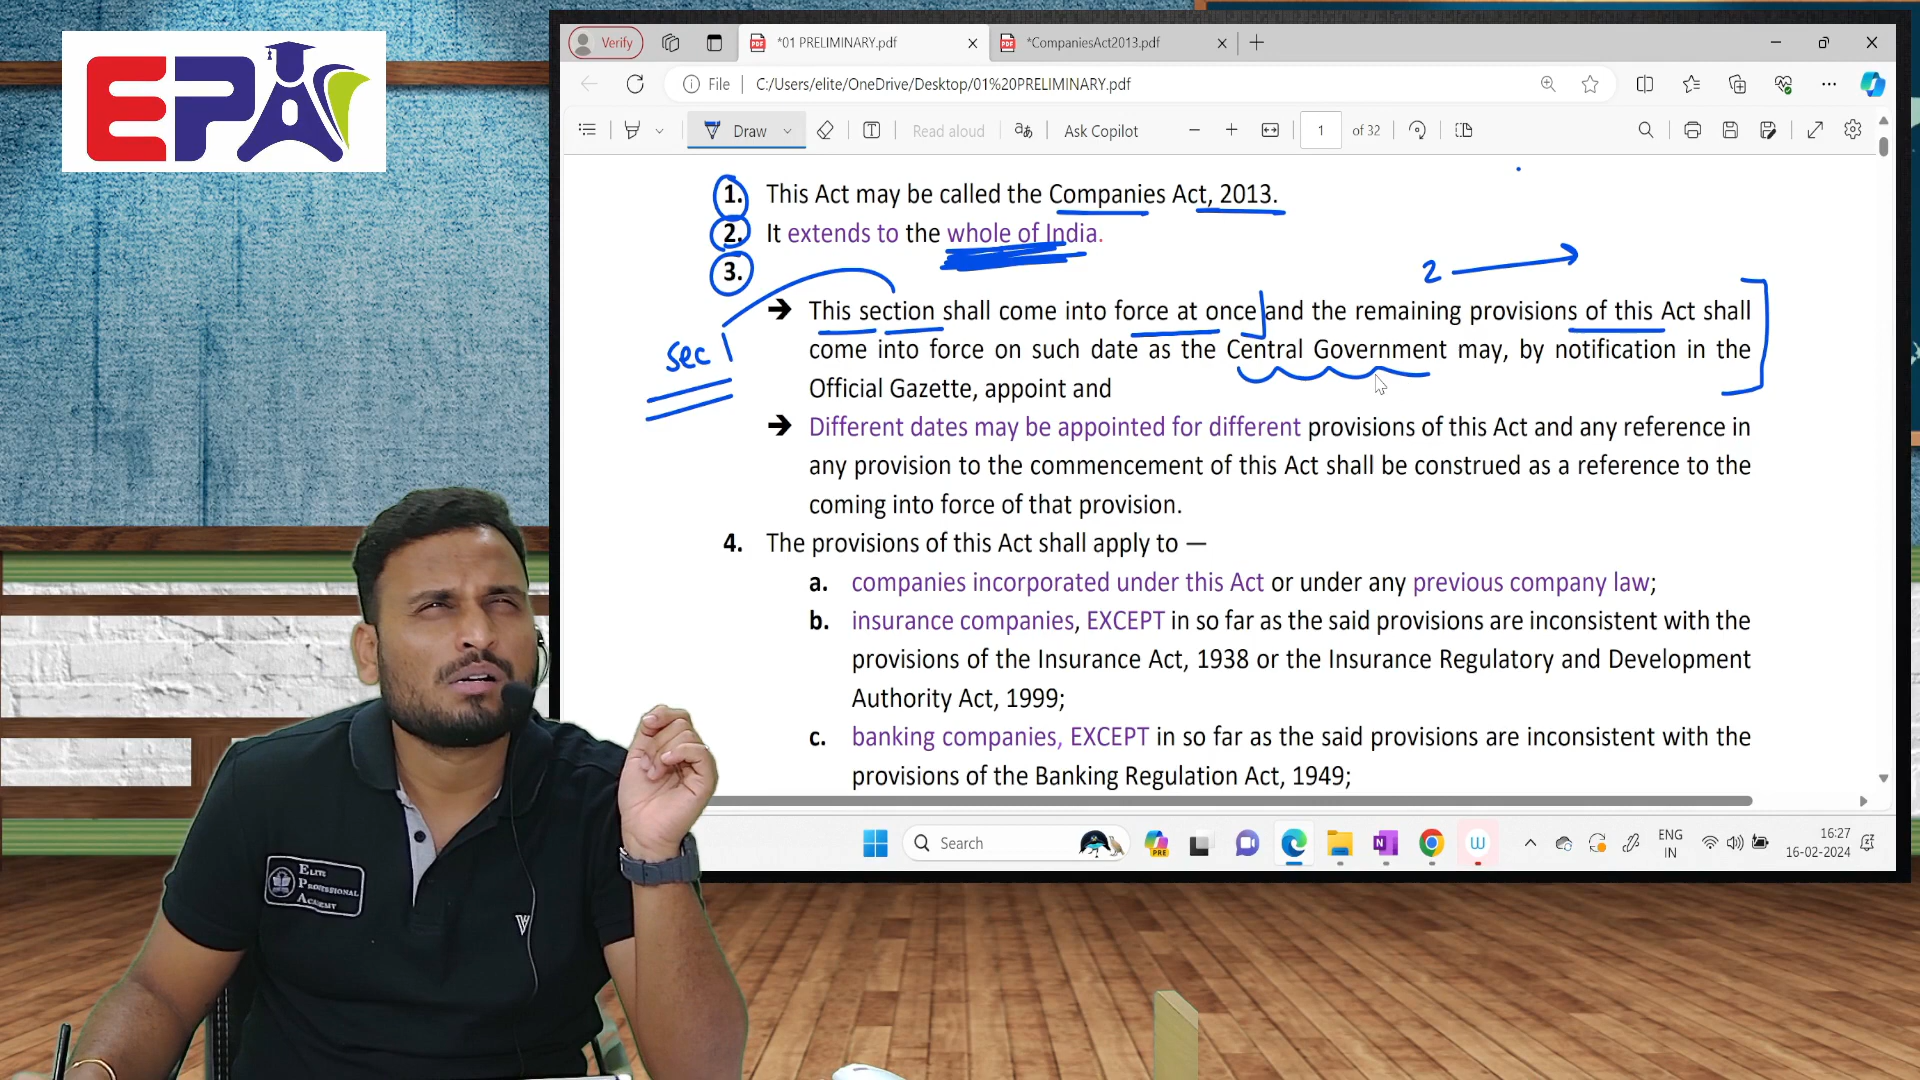 EPA
Verify
*01 PRELIMINARY.pdf
*CompaniesAct2013.pdf
File
C:/Users/elite/OneDrive/Desktop/01%20PRELIMINARY.pdf
Draw
Read aloud
Ask Copilot
1 of 32
1. This Act may be called the Companies Act, 2013.
2. It extends to the whole of India.
3.
2
➔ This section shall come into force at once and the remaining provisions of this Act shall
come into force on such date as the Central Government may, by notification in the
Official Gazette, appoint and
sec 1
➔ Different dates may be appointed for different provisions of this Act and any reference in
any provision to the commencement of this Act shall be construed as a reference to the
coming into force of that provision.
4. The provisions of this Act shall apply to —
a. companies incorporated under this Act or under any previous company law;
b. insurance companies, EXCEPT in so far as the said provisions are inconsistent with the
provisions of the Insurance Act, 1938 or the Insurance Regulatory and Development
Authority Act, 1999;
c. banking companies, EXCEPT in so far as the said provisions are inconsistent with the
provisions of the Banking Regulation Act, 1949;
Search
PRE
W
ENG
IN
16:27
16-02-2024
ELITE
PROFESSIONAL
ACADEMY